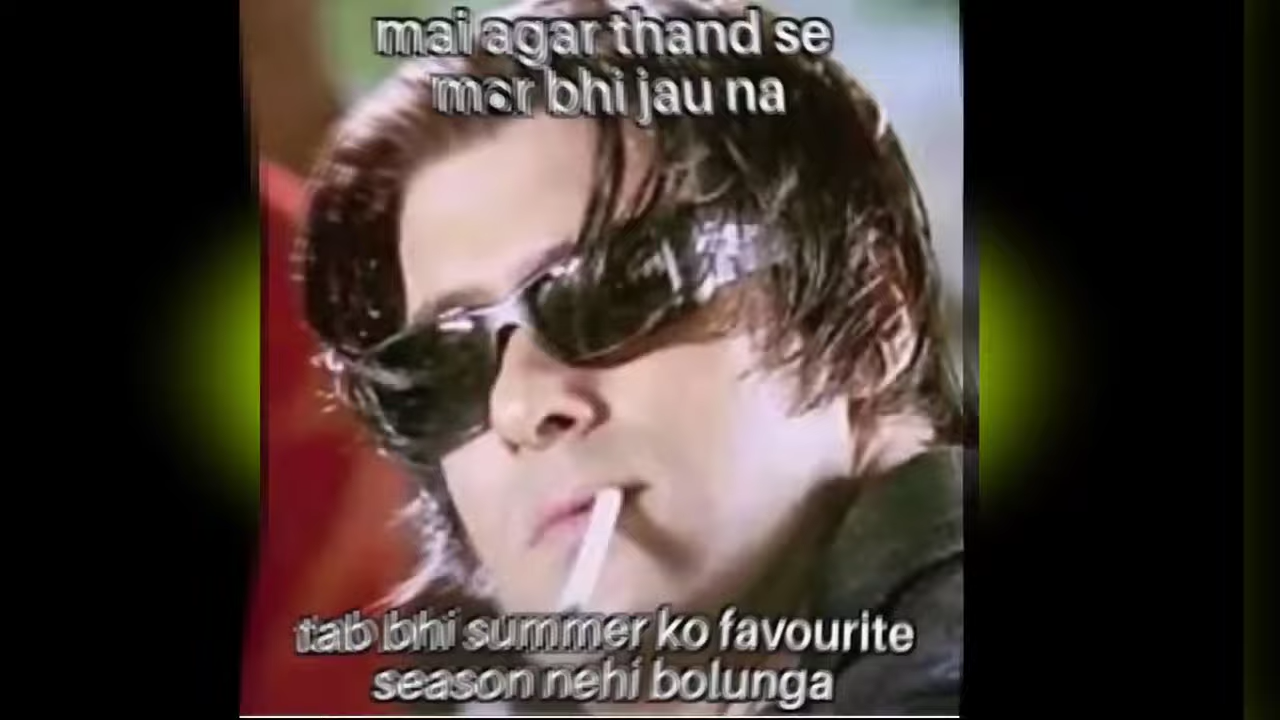 mai agar thand se
mar bhi jau na
tab bhi summer ko favourite
season nehi bolunga